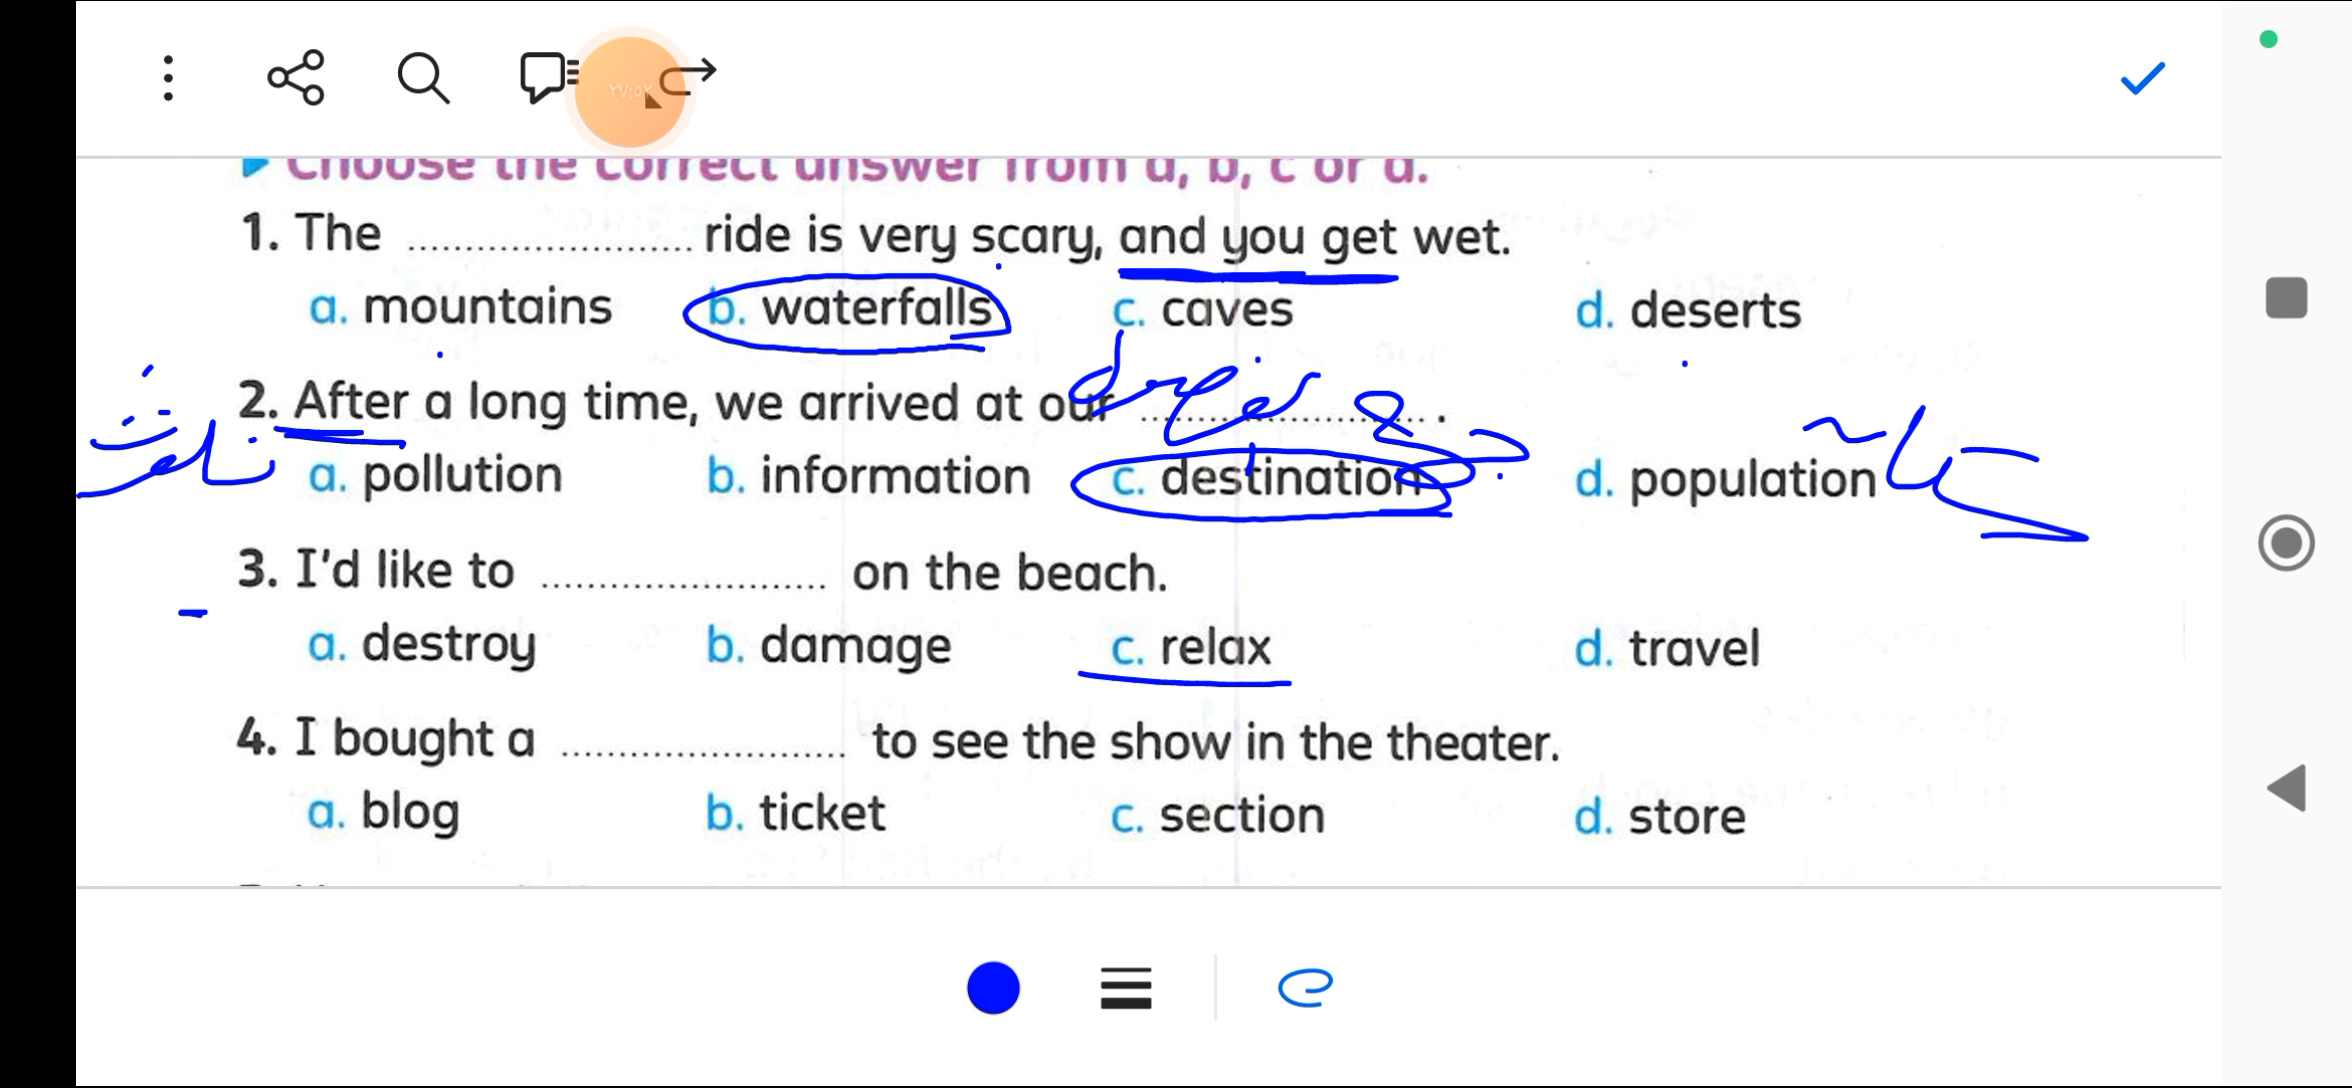 ٢٧:٥٢
Choose the correct answer from a, b, c or d.
1. The ........................ ride is very scary, and you get wet.
a. mountains b. waterfalls c. caves d. deserts
2. After a long time, we arrived at our ........................ .
a. pollution b. information c. destination d. population
3. I'd like to ........................ on the beach.
a. destroy b. damage c. relax d. travel
4. I bought a ........................ to see the show in the theater.
a. blog b. ticket c. section d. store